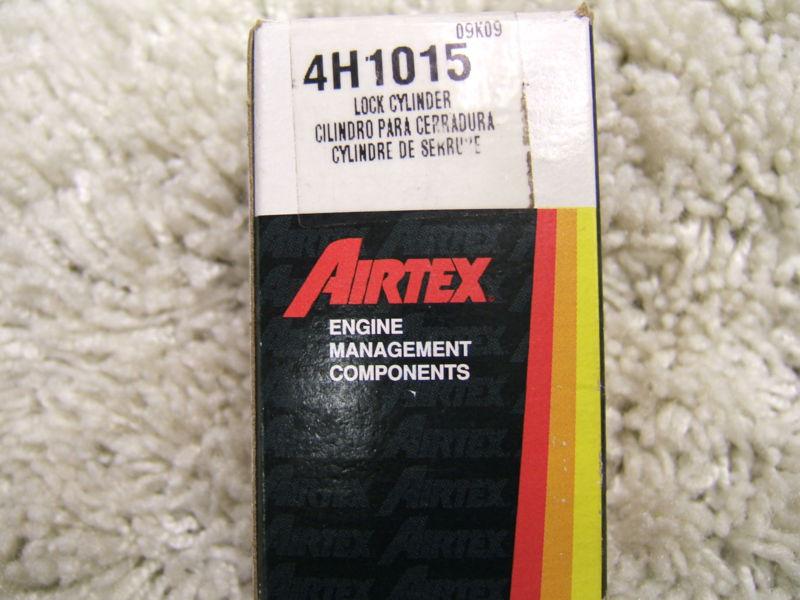 09K09
4H1015
LOCK CYLINDER
CILINDRO PARA CERRADURA
CYLINDRE DE
AIRTEX
ENGINE
MANAGEMENT
COMPONENTS